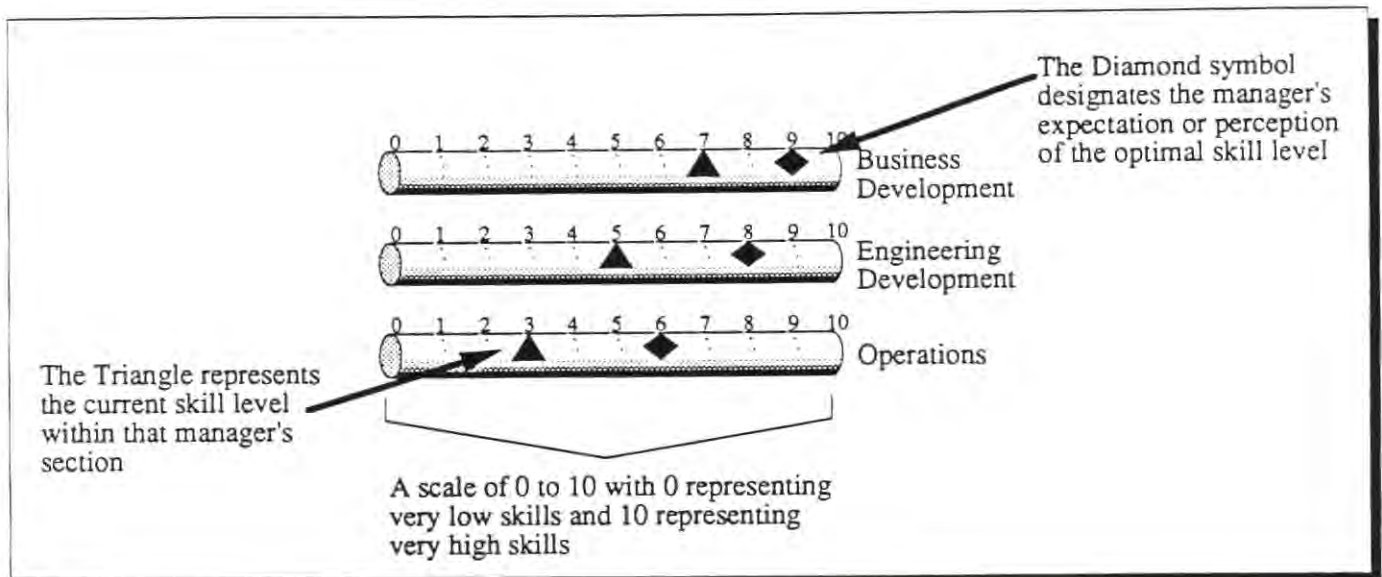 The Diamond symbol
designates the manager's
expectation or perception
of the optimal skill level
0 1 2 3 4 5 6 7 8 9 10
Business
Development
0 1 2 3 4 5 6 7 8 9 10
Engineering
Development
0 1 2 3 4 5 6 7 8 9 10
Operations
The Triangle represents
the current skill level
within that manager's
section
A scale of 0 to 10 with 0 representing
very low skills and 10 representing
very high skills